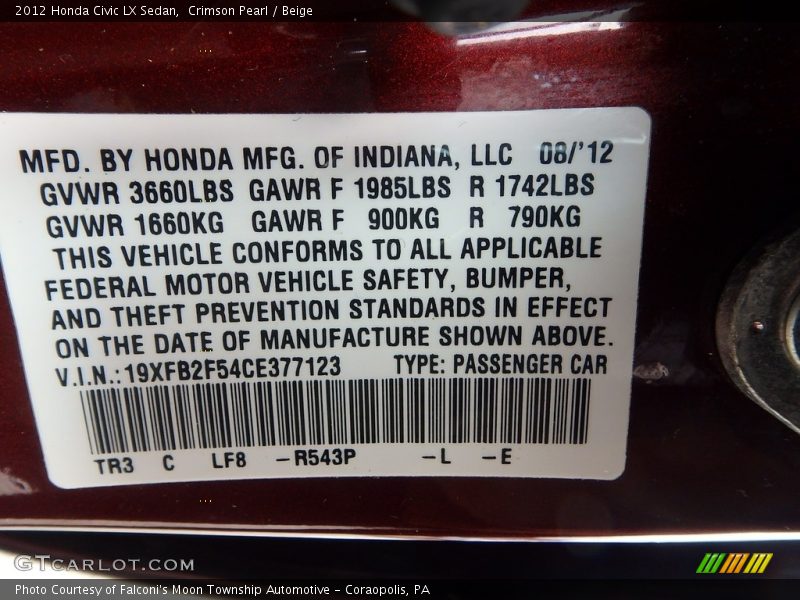 2012 Honda Civic LX Sedan,  Crimson Pearl / Beige
MFD. BY HONDA MFG. OF INDIANA, LLC 08/'12
GVWR 3660LBS GAWR F 1985LBS R 1742LBS
GVWR 1660KG GAWR F 900KG R 790KG
THIS VEHICLE CONFORMS TO ALL APPLICABLE
FEDERAL MOTOR VEHICLE SAFETY, BUMPER,
AND THEFT PREVENTION STANDARDS IN EFFECT
ON THE DATE OF MANUFACTURE SHOWN ABOVE.
V.I.N.:19XFB2F54CE377123 TYPE: PASSENGER CAR
TR3 C LF8 -R543P -L -E
GTCARLOT.COM
Photo Courtesy of Falconi's Moon Township Automotive - Coraopolis, PA